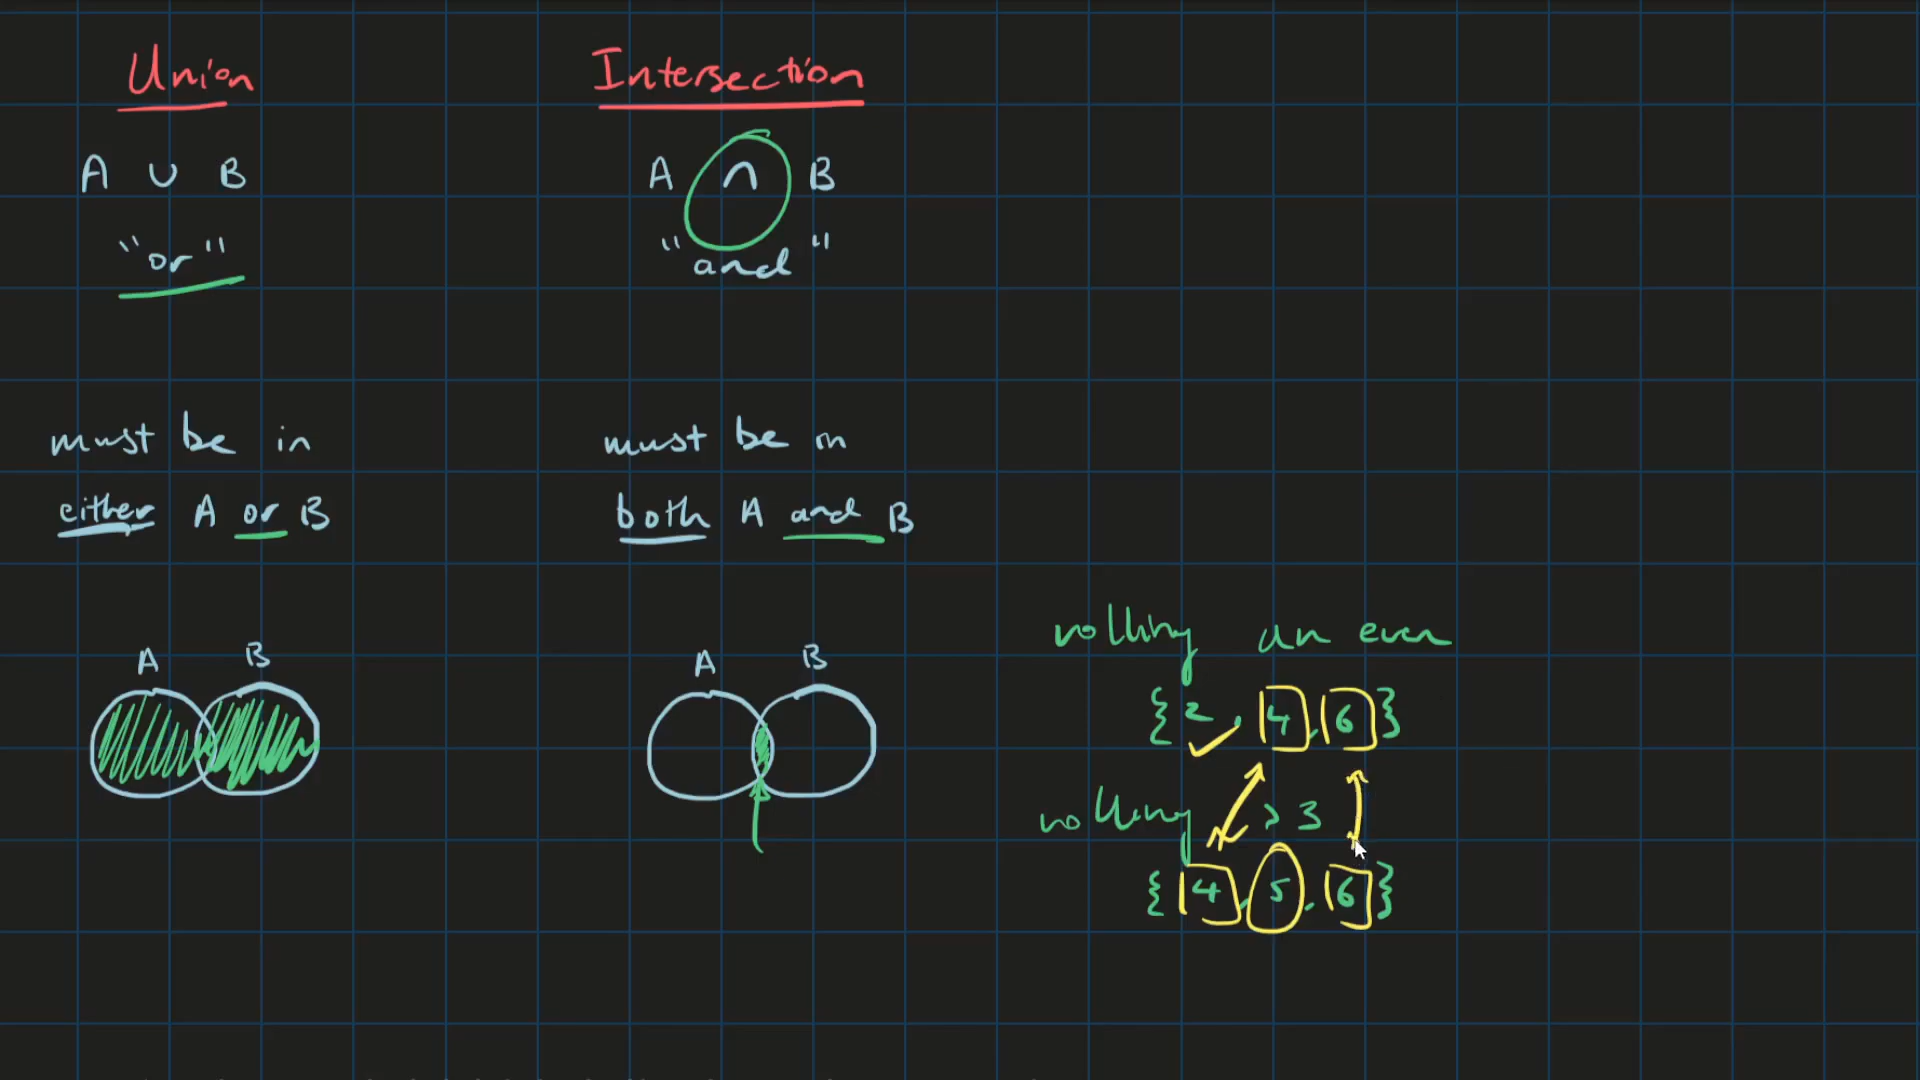 Union
A ∪ B
"or"
must be in
either A or B
A B
Intersection
A ∩ B
"and"
must be in
both A and B
A B
rolling an even
{2, 4, 6}
rolling > 3
{4, 5, 6}